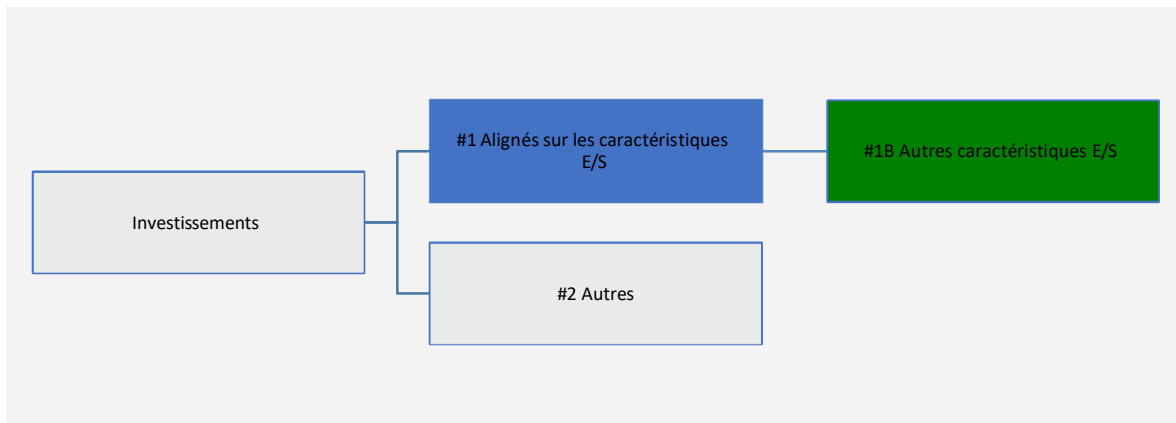 Investissements
#1 Alignés sur les caractéristiques
E/S
#2 Autres
#1B Autres caractéristiques E/S